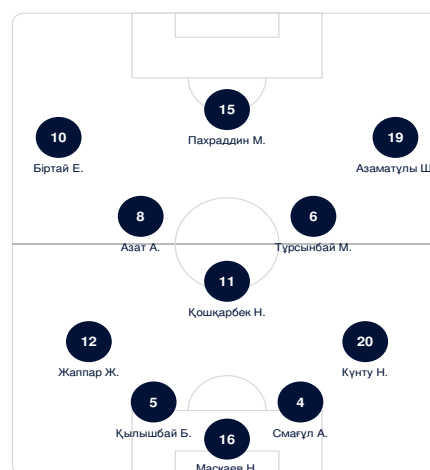 15
Пахраддин М.
10
Біртай Е.
19
Азаматұлы Ш
8
Азат А.
6
Тұрсынбай М.
11
Қошқарбек Н.
12
Жаппар Ж.
20
Күнту Н.
5
Қылышбай Б.
4
Смағұл А.
16
Маскаев Н